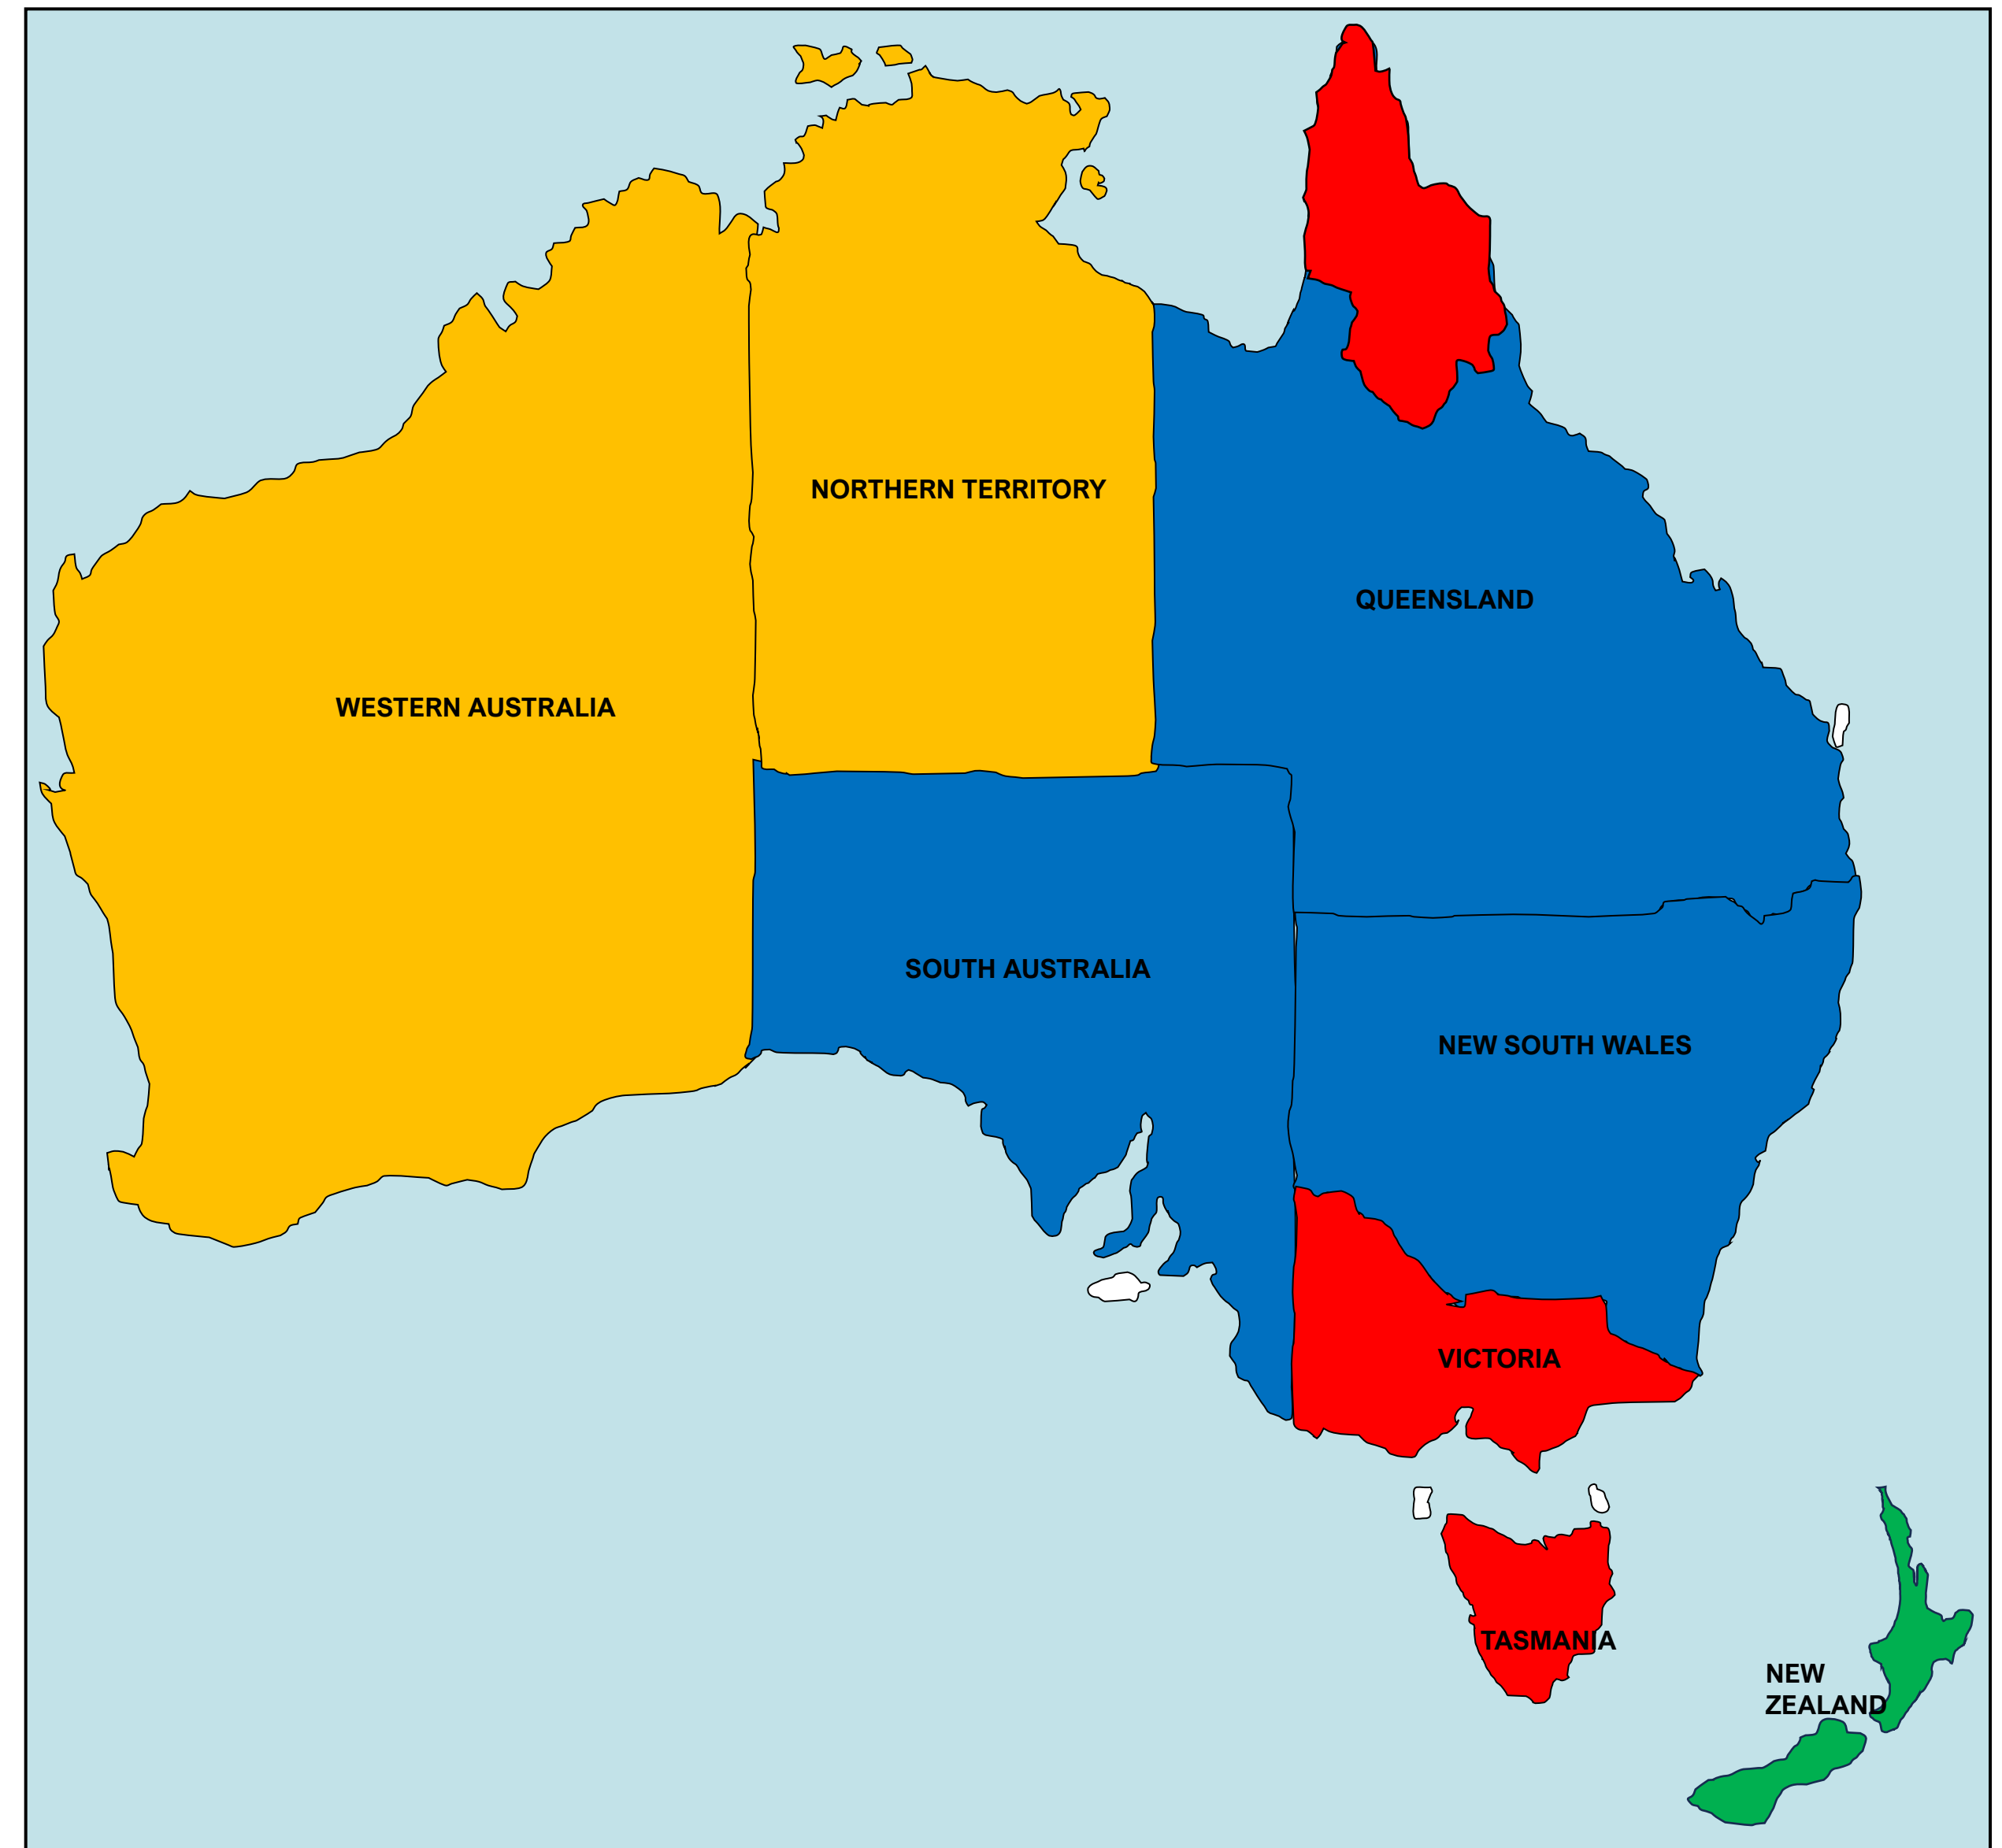 NORTHERN TERRITORY
QUEENSLAND
WESTERN AUSTRALIA
SOUTH AUSTRALIA
NEW SOUTH WALES
VICTORIA
TASMANIA
NEW
ZEALAND